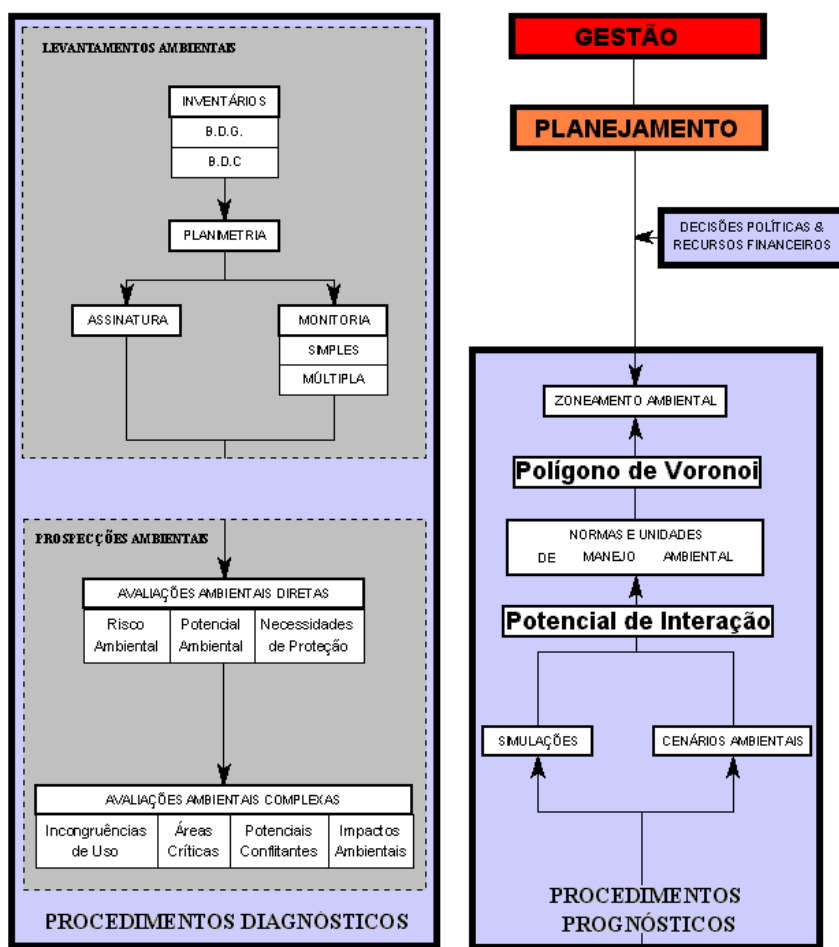 LEVANTAMENTOS AMBIENTAIS
INVENTÁRIOS
B.D.G.
B.D.C
PLANIMETRIA
ASSINATURA
MONITORIA
SIMPLES
MÚLTIPLA
PROSPECÇÕES AMBIENTAIS
AVALIAÇÕES AMBIENTAIS DIRETAS
Risco
Ambiental
Potencial
Ambiental
Necessidades
de Proteção
AVALIAÇÕES AMBIENTAIS COMPLEXAS
Incongruências
de Uso
Áreas
Críticas
Potenciais
Conflitantes
Impactos
Ambientais
PROCEDIMENTOS DIAGNÓSTICOS
GESTÃO
PLANEJAMENTO
DECISÕES POLÍTICAS &
RECURSOS FINANCEIROS
ZONEAMENTO AMBIENTAL
Polígono de Voronoi
NORMAS E UNIDADES
DE MANEJO AMBIENTAL
Potencial de Interação
SIMULAÇÕES
CENÁRIOS AMBIENTAIS
PROCEDIMENTOS
PROGNÓSTICOS